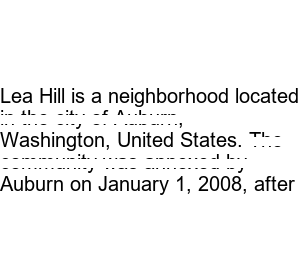 Lea Hill is a neighborhood located
in the city of Auburn,
Washington, United States. The
community was annexed by
Auburn on January 1, 2008, after